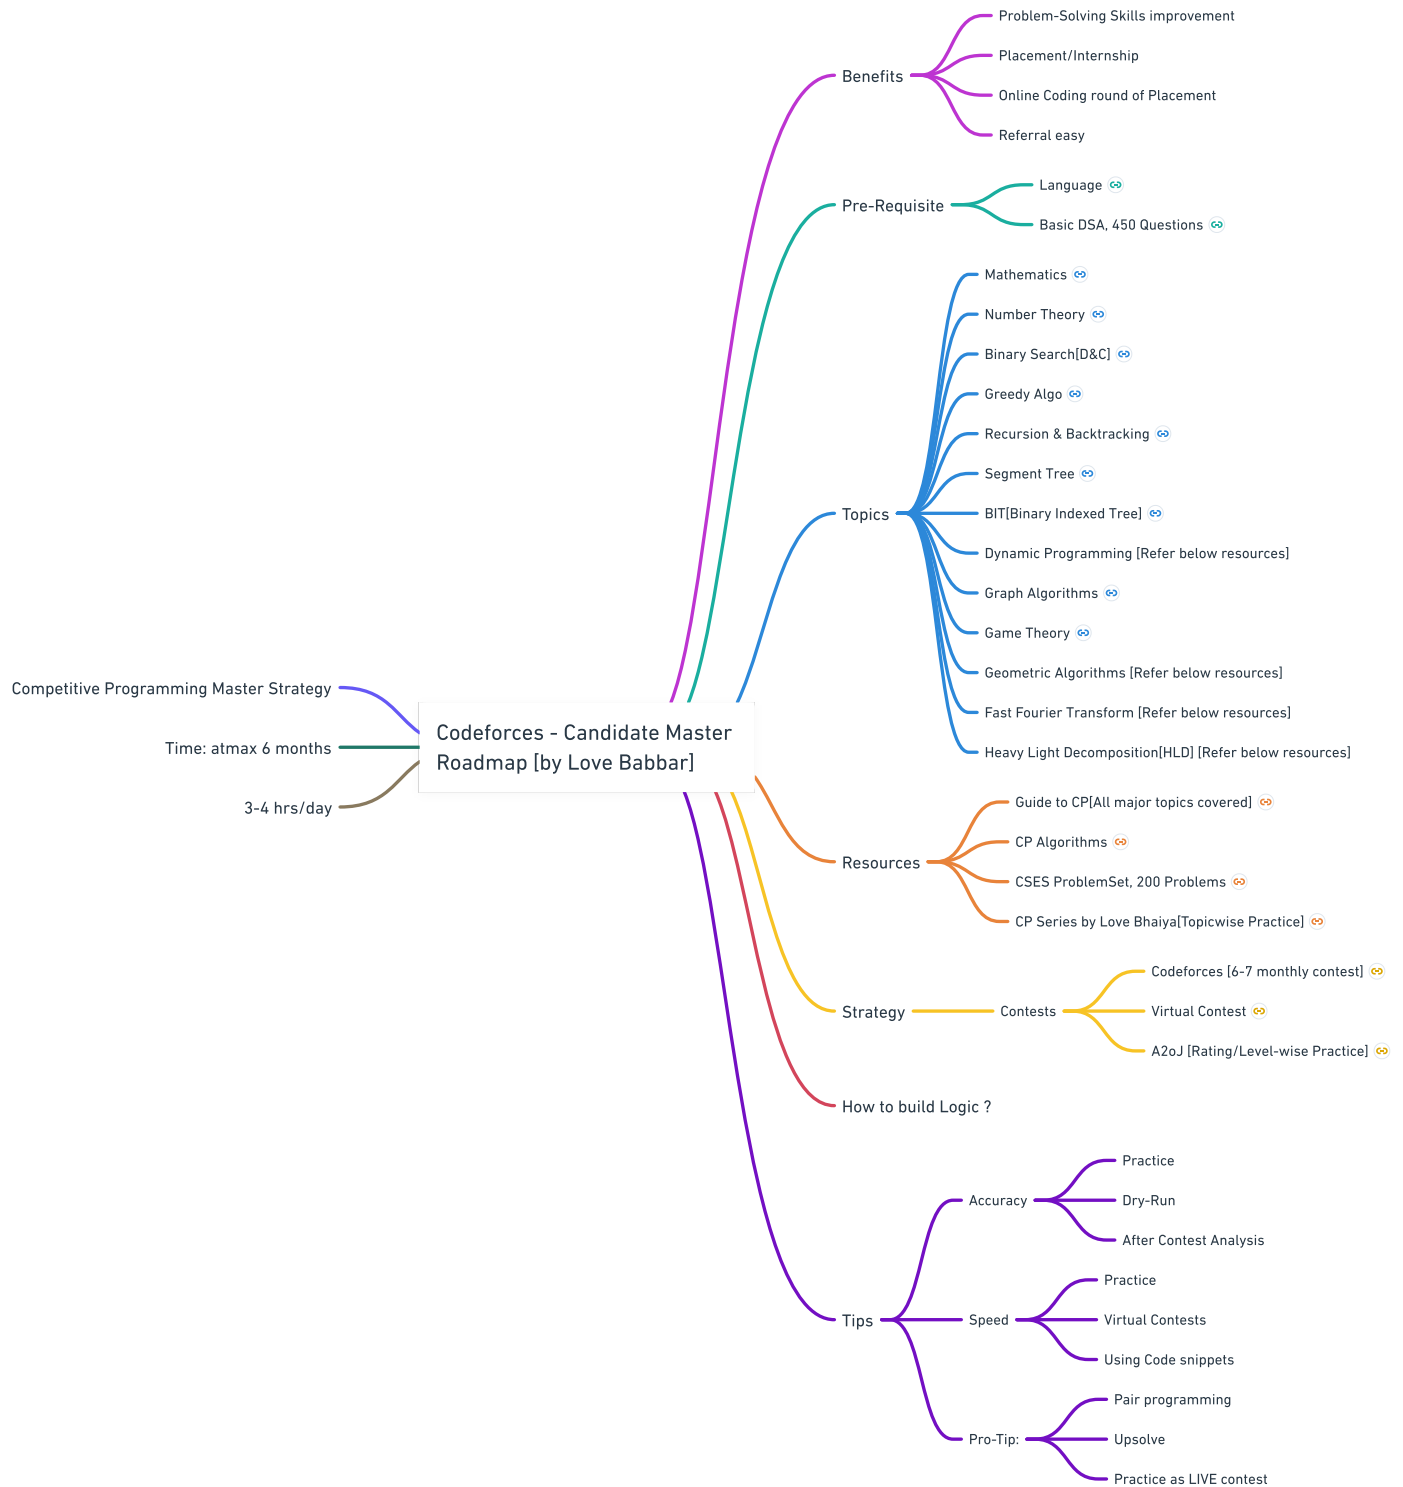 Problem-Solving Skills improvement
Placement/Internship
Benefits
Online Coding round of Placement
Referral easy
Language
Pre-Requisite
Basic DSA, 450 Questions
Mathematics
Number Theory
Binary Search[D&C]
Greedy Algo
Recursion & Backtracking
Segment Tree
Topics
BIT[Binary Indexed Tree]
Dynamic Programming [Refer below resources]
Graph Algorithms
Game Theory
Geometric Algorithms [Refer below resources]
Fast Fourier Transform [Refer below resources]
Heavy Light Decomposition[HLD] [Refer below resources]
Competitive Programming Master Strategy
Time: atmax 6 months
3-4 hrs/day
Codeforces - Candidate Master
Roadmap [by Love Babbar]
Guide to CP[All major topics covered]
CP Algorithms
Resources
CSES ProblemSet, 200 Problems
CP Series by Love Bhaiya[Topicwise Practice]
Codeforces [6-7 monthly contest]
Strategy
Contests
Virtual Contest
A2oJ [Rating/Level-wise Practice]
How to build Logic ?
Practice
Accuracy
Dry-Run
After Contest Analysis
Practice
Tips
Speed
Virtual Contests
Using Code snippets
Pair programming
Pro-Tip:
Upsolve
Practice as LIVE contest